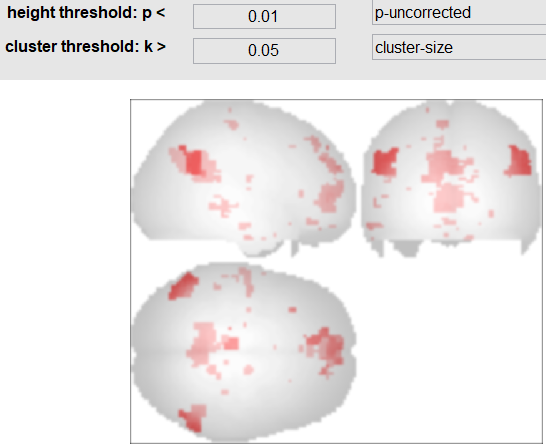 height threshold: p < 0.01 p-uncorrected
cluster threshold: k > 0.05 cluster-size